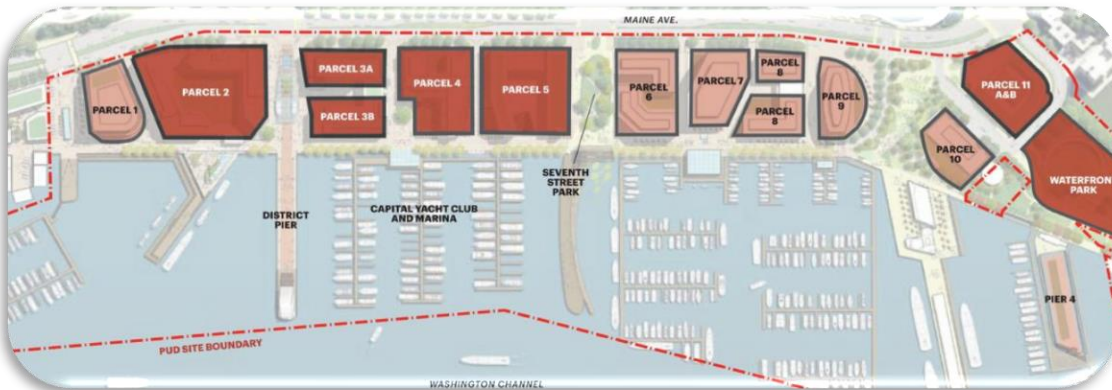 MAINE AVE.
PARCEL 1
PARCEL 2
PARCEL 3A
PARCEL 3B
PARCEL 4
PARCEL 5
PARCEL
6
PARCEL 7
PARCEL
8
PARCEL
8
PARCEL
9
PARCEL 11
A&B
PARCEL
10
WATERFRONT
PARK
DISTRICT
PIER
CAPITAL YACHT CLUB
AND MARINA
SEVENTH
STREET
PARK
PIER 4
PUD SITE BOUNDARY
WASHINGTON CHANNEL